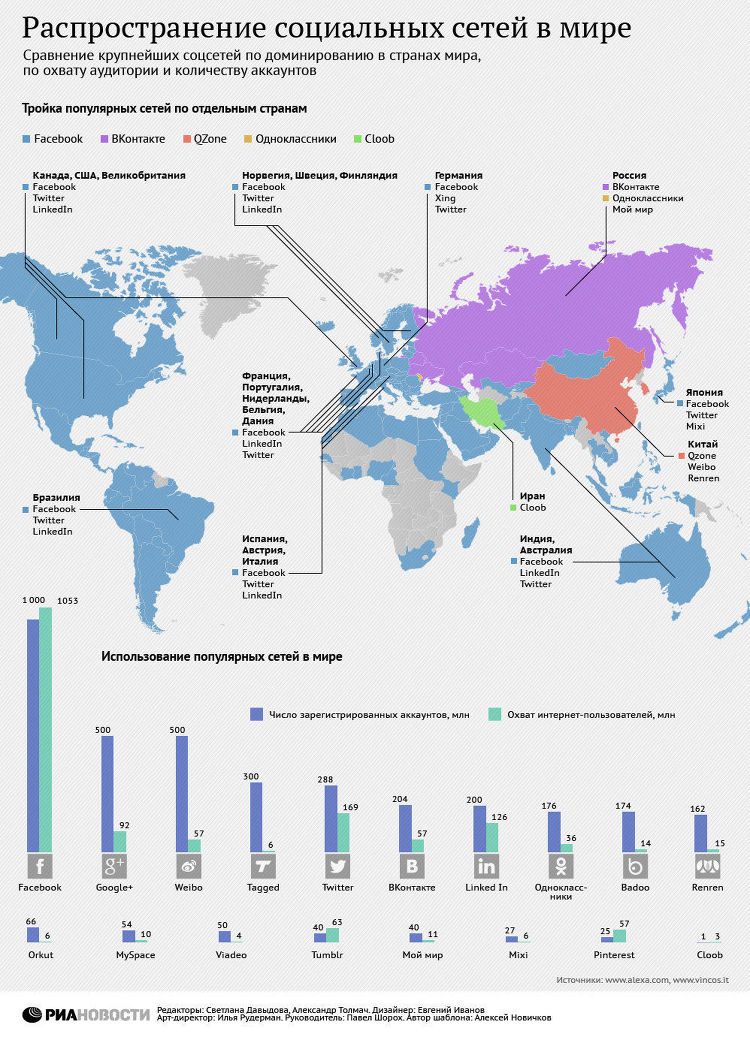 Распространение социальных сетей в мире
Сравнение крупнейших соцсетей по доминированию в странах мира,
по охвату аудитории и количеству аккаунтов
Тройка популярных сетей по отдельным странам
Facebook
ВКонтакте
QZone
Одноклассники
Cloob
Канада, США, Великобритания
Facebook
Twitter
LinkedIn
Норвегия, Швеция, Финляндия
Facebook
Twitter
LinkedIn
Германия
Facebook
Xing
Twitter
Россия
ВКонтакте
Одноклассники
Мой мир
Франция,
Португалия,
Нидерланды,
Бельгия,
Дания
Facebook
LinkedIn
Twitter
Япония
Facebook
Twitter
Mixi
Китай
Qzone
Weibo
Renren
Бразилия
Facebook
Twitter
LinkedIn
Иран
Cloob
Испания,
Австрия,
Италия
Facebook
Twitter
LinkedIn
Индия,
Австралия
Facebook
LinkedIn
Twitter
Использование популярных сетей в мире
Число зарегистрированных аккаунтов, млн
Охват интернет-пользователей, млн
1 000 1053
500 92
500 57
300 6
288 169
204 57
200 126
176 36
174 14
162 15
f
g+
B
in
Facebook
Google+
Weibo
Tagged
Twitter
ВКонтакте
Linked In
Однокласс-
ники
Badoo
Renren
66 6
54 10
50 4
40 63
40 11
27 6
25 57
1 3
Orkut
MySpace
Viadeo
Tumblr
Мой мир
Mixi
Pinterest
Cloob
Источники: www.alexa.com, www.vincos.it
РИАНОВОСТИ
Редакторы: Светлана Давыдова, Александр Толмач. Дизайнер: Евгений Иванов
Арт-директор: Илья Рудерман. Руководитель: Павел Шорох. Автор шаблона: Алексей Новичков